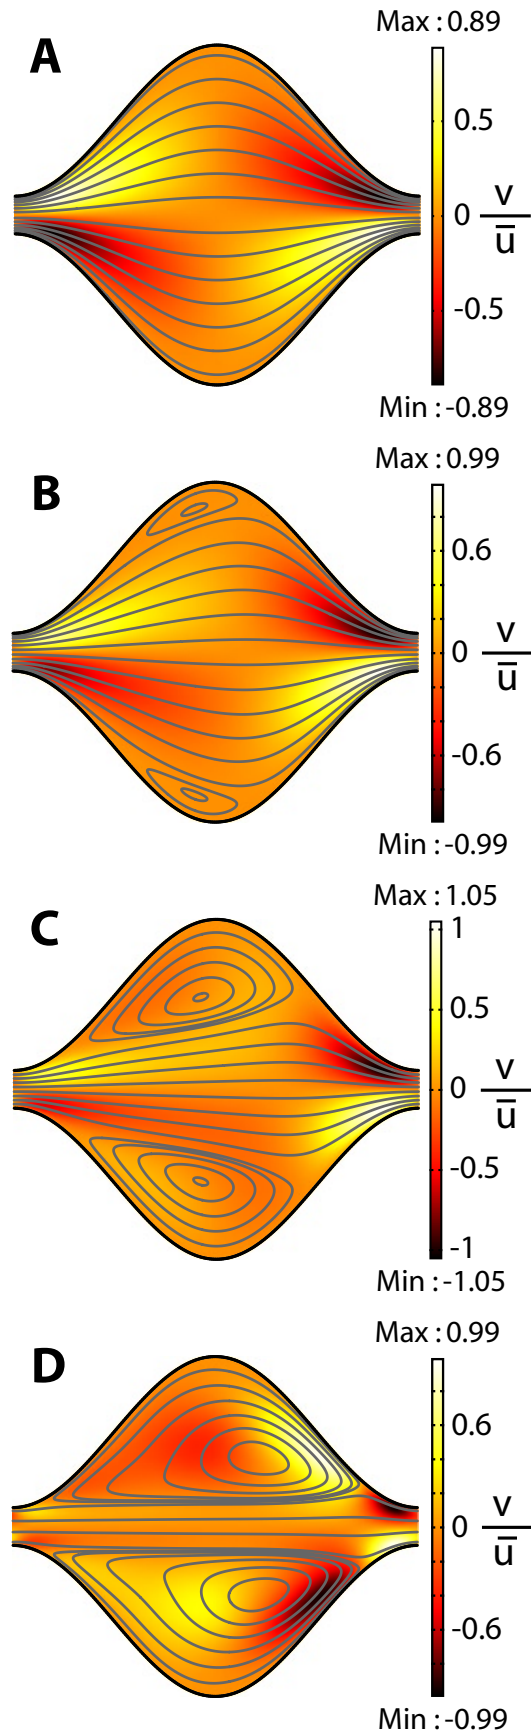 A
Max : 0.89
0.5
0
v
ū
-0.5
Min : -0.89
B
Max : 0.99
0.6
0
v
ū
-0.6
Min : -0.99
C
Max : 1.05
1
0.5
0
v
ū
-0.5
-1
Min : -1.05
D
Max : 0.99
0.6
0
v
ū
-0.6
Min : -0.99